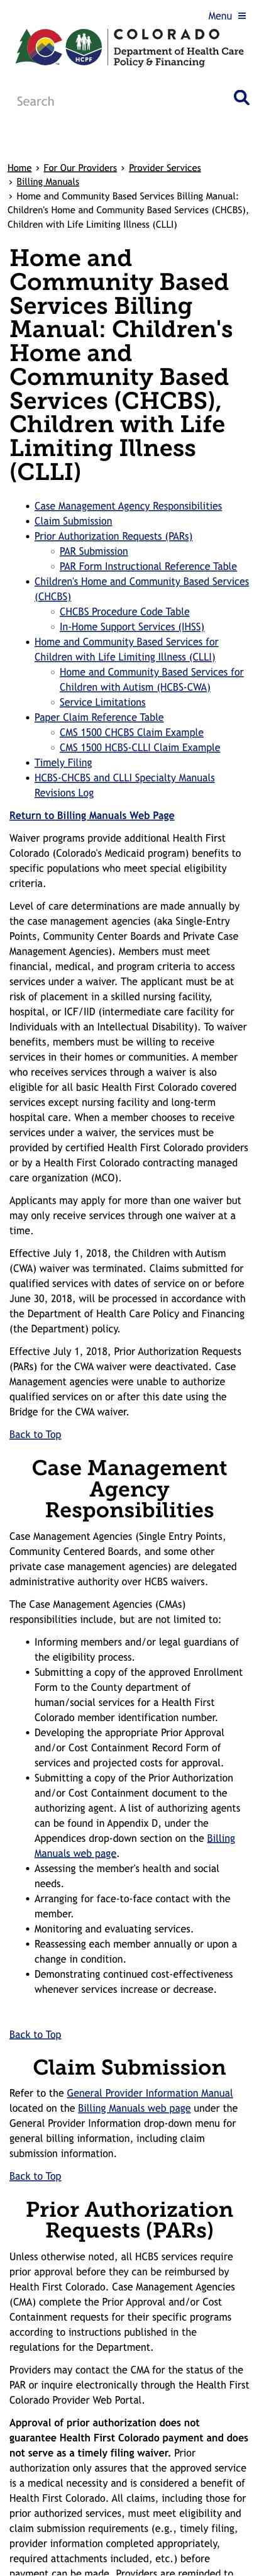 Menu ≡
COLORADO
Department of Health Care
Policy & Financing
HCPF
Search
Home › For Our Providers › Provider Services
› Billing Manuals
› Home and Community Based Services Billing Manual:
Children's Home and Community Based Services (CHCBS),
Children with Life Limiting Illness (CLLI)
Home and
Community Based
Services Billing
Manual: Children's
Home and
Community Based
Services (CHCBS),
Children with Life
Limiting Illness
(CLLI)
• Case Management Agency Responsibilities
• Claim Submission
• Prior Authorization Requests (PARs)
◦ PAR Submission
◦ PAR Form Instructional Reference Table
• Children's Home and Community Based Services
(CHCBS)
◦ CHCBS Procedure Code Table
◦ In-Home Support Services (IHSS)
• Home and Community Based Services for
Children with Life Limiting Illness (CLLI)
◦ Home and Community Based Services for
Children with Autism (HCBS-CWA)
◦ Service Limitations
• Paper Claim Reference Table
◦ CMS 1500 CHCBS Claim Example
◦ CMS 1500 HCBS-CLLI Claim Example
• Timely Filing
• HCBS-CHCBS and CLLI Specialty Manuals
Revisions Log
Return to Billing Manuals Web Page
Waiver programs provide additional Health First
Colorado (Colorado's Medicaid program) benefits to
specific populations who meet special eligibility
criteria.
Level of care determinations are made annually by
the case management agencies (aka Single-Entry
Points, Community Center Boards and Private Case
Management Agencies). Members must meet
financial, medical, and program criteria to access
services under a waiver. The applicant must be at
risk of placement in a skilled nursing facility,
hospital, or ICF/IID (intermediate care facility for
Individuals with an Intellectual Disability). To waiver
benefits, members must be willing to receive
services in their homes or communities. A member
who receives services through a waiver is also
eligible for all basic Health First Colorado covered
services except nursing facility and long-term
hospital care. When a member chooses to receive
services under a waiver, the services must be
provided by certified Health First Colorado providers
or by a Health First Colorado contracting managed
care organization (MCO).
Applicants may apply for more than one waiver but
may only receive services through one waiver at a
time.
Effective July 1, 2018, the Children with Autism
(CWA) waiver was terminated. Claims submitted for
qualified services with dates of service on or before
June 30, 2018, will be processed in accordance with
the Department of Health Care Policy and Financing
(the Department) policy.
Effective July 1, 2018, Prior Authorization Requests
(PARs) for the CWA waiver were deactivated. Case
Management agencies were unable to authorize
qualified services on or after this date using the
Bridge for the CWA waiver.
Back to Top
Case Management
Agency
Responsibilities
Case Management Agencies (Single Entry Points,
Community Centered Boards, and some other
private case management agencies) are delegated
administrative authority over HCBS waivers.
The Case Management Agencies (CMAs)
responsibilities include, but are not limited to:
• Informing members and/or legal guardians of
the eligibility process.
• Submitting a copy of the approved Enrollment
Form to the County department of
human/social services for a Health First
Colorado member identification number.
• Developing the appropriate Prior Approval
and/or Cost Containment Record Form of
services and projected costs for approval.
• Submitting a copy of the Prior Authorization
and/or Cost Containment document to the
authorizing agent. A list of authorizing agents
can be found in Appendix D, under the
Appendices drop-down section on the Billing
Manuals web page.
• Assessing the member's health and social
needs.
• Arranging for face-to-face contact with the
member.
• Monitoring and evaluating services.
• Reassessing each member annually or upon a
change in condition.
• Demonstrating continued cost-effectiveness
whenever services increase or decrease.
Back to Top
Claim Submission
Refer to the General Provider Information Manual
located on the Billing Manuals web page under the
General Provider Information drop-down menu for
general billing information, including claim
submission information.
Back to Top
Prior Authorization
Requests (PARs)
Unless otherwise noted, all HCBS services require
prior approval before they can be reimbursed by
Health First Colorado. Case Management Agencies
(CMA) complete the Prior Approval and/or Cost
Containment requests for their specific programs
according to instructions published in the
regulations for the Department.
Providers may contact the CMA for the status of the
PAR or inquire electronically through the Health First
Colorado Provider Web Portal.
Approval of prior authorization does not
guarantee Health First Colorado payment and does
not serve as a timely filing waiver. Prior
authorization only assures that the approved service
is a medical necessity and is considered a benefit of
Health First Colorado. All claims, including those for
prior authorized services, must meet eligibility and
claim submission requirements (e.g., timely filing,
provider information completed appropriately,
required attachments included, etc.) before
payment can be made. Providers are reminded to